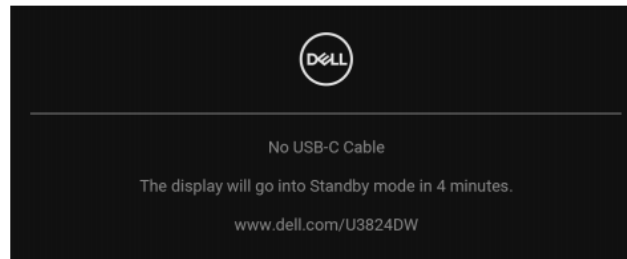 DELL
No USB-C Cable
The display will go into Standby mode in 4 minutes.
www.dell.com/U3824DW